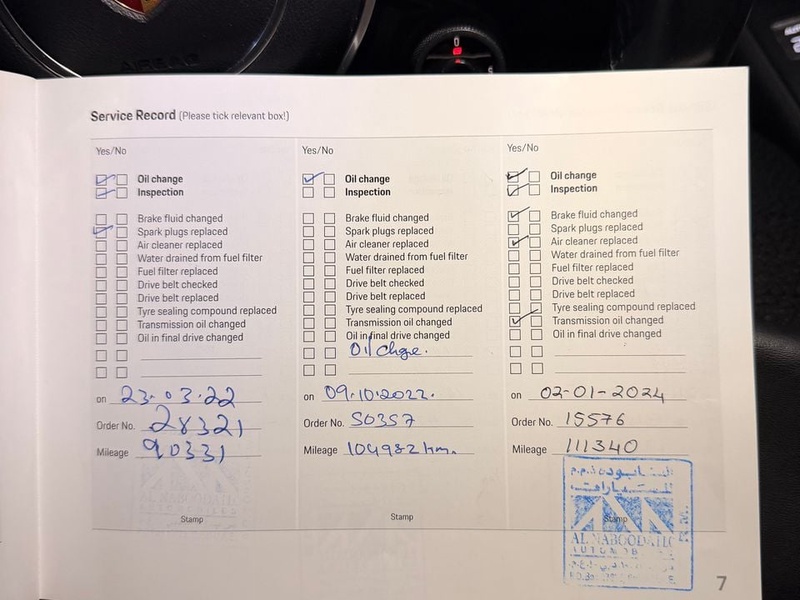 AIRBAG
Service Record (Please tick relevant box!)
Yes/No
Oil change
Inspection
Brake fluid changed
Spark plugs replaced
Air cleaner replaced
Water drained from fuel filter
Fuel filter replaced
Drive belt checked
Drive belt replaced
Tyre sealing compound replaced
Transmission oil changed
Oil in final drive changed
on 23.03.22
Order No. 28321
Mileage 90331
Stamp
Yes/No
Oil change
Inspection
Brake fluid changed
Spark plugs replaced
Air cleaner replaced
Water drained from fuel filter
Fuel filter replaced
Drive belt checked
Drive belt replaced
Tyre sealing compound replaced
Transmission oil changed
Oil in final drive changed
Oil chge.
on 09.10.2022.
Order No. 50357
Mileage 104982 km.
Stamp
Yes/No
Oil change
Inspection
Brake fluid changed
Spark plugs replaced
Air cleaner replaced
Water drained from fuel filter
Fuel filter replaced
Drive belt checked
Drive belt replaced
Tyre sealing compound replaced
Transmission oil changed
Oil in final drive changed
on 02-01-2024
Order No. 15576
Mileage 111340
Stamp
النابوده ذ.م.م
للسيارات
AL NABOODA LLC
AUTOMOB
7